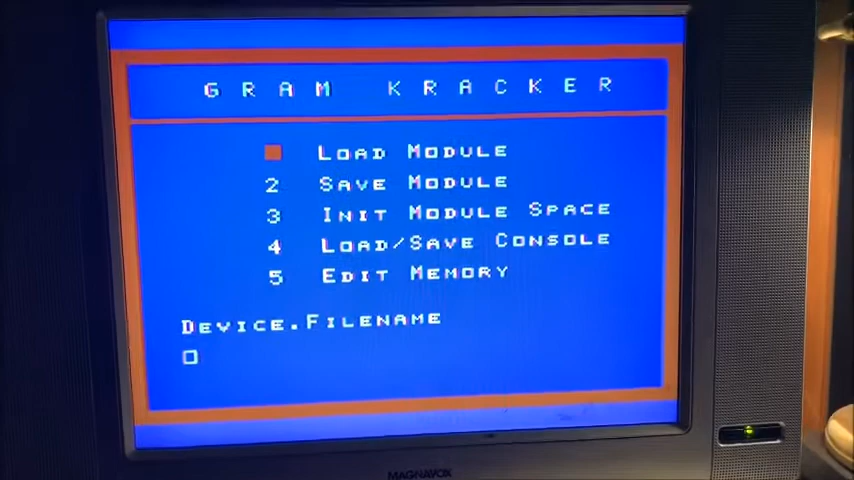 GRAM KRACKER
Load Module
2 Save Module
3 Init Module Space
4 Load/Save Console
5 Edit Memory
Device.Filename
MAGNAVOX